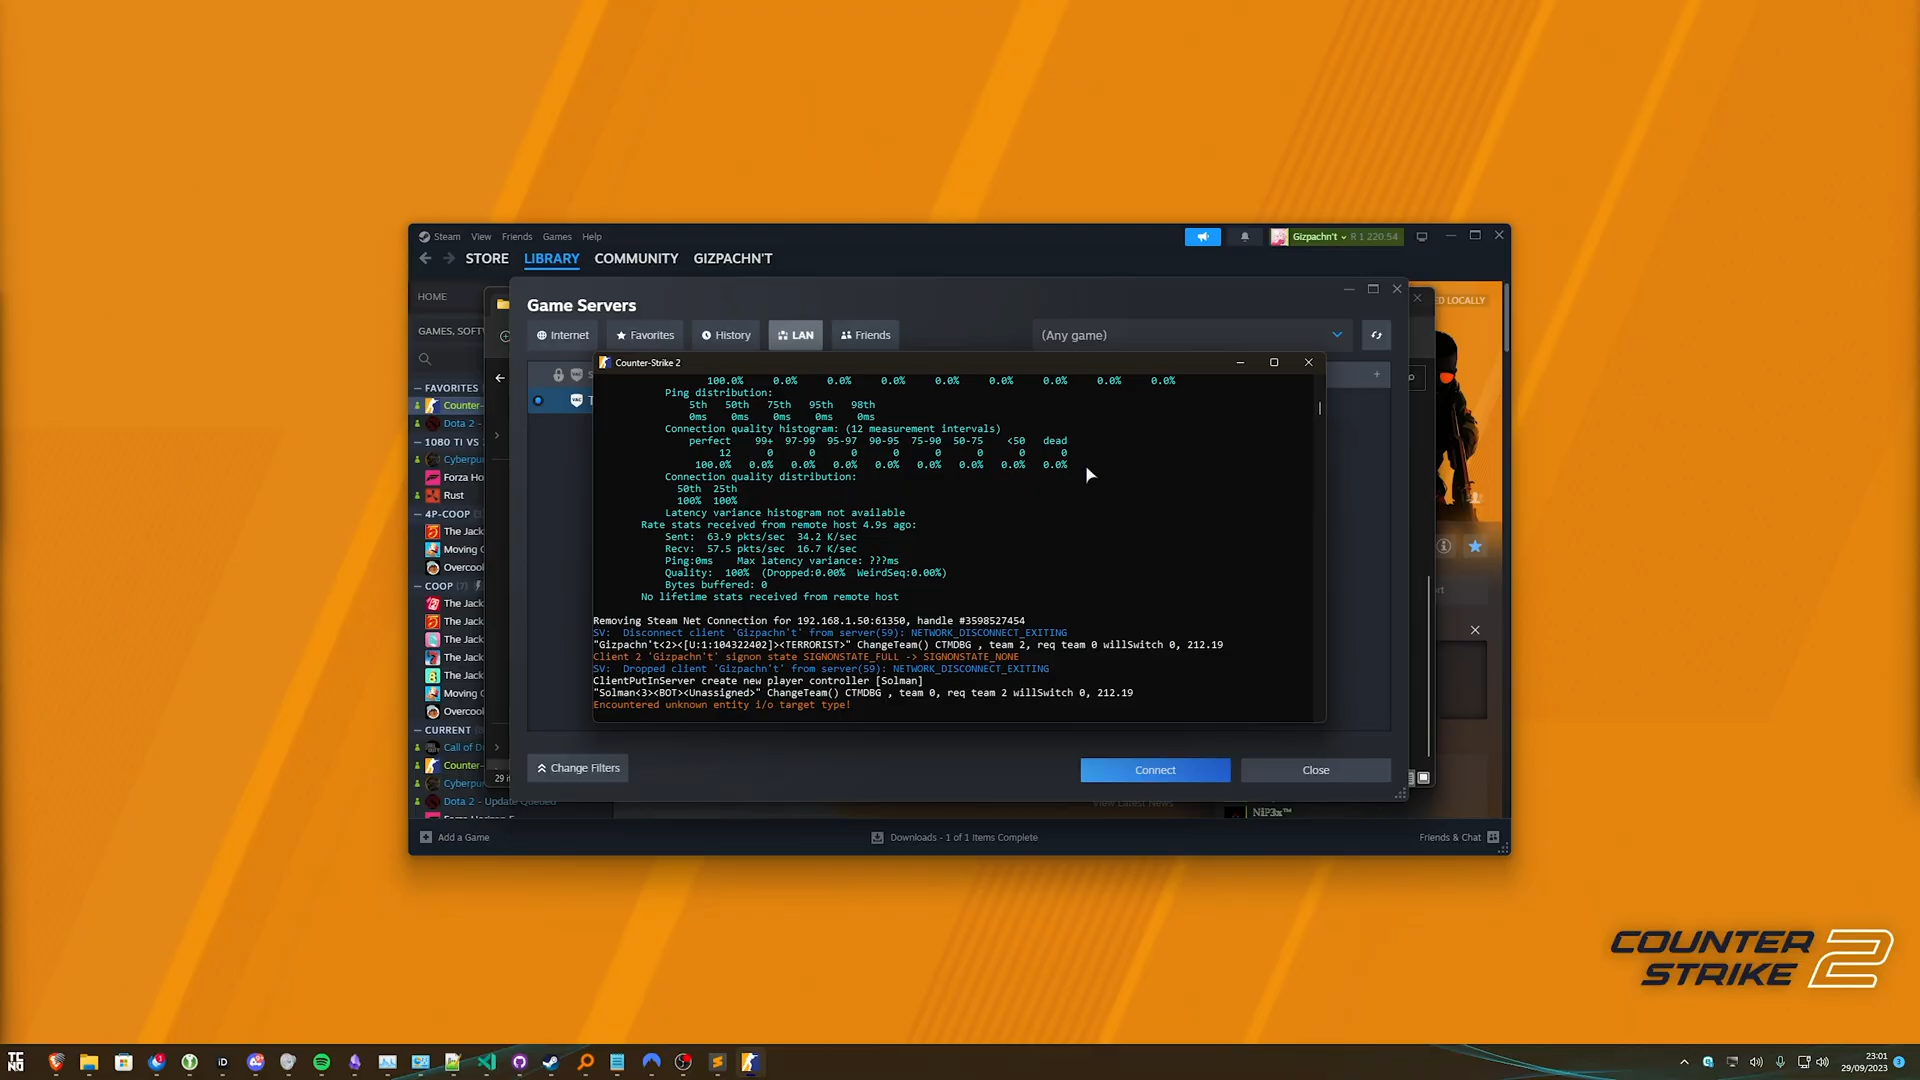 Steam View Friends Games Help
Gizpachn't R 1 220.54
STORE LIBRARY COMMUNITY GIZPACHN'T
HOME
Game Servers
ED LOCALLY
GAMES, SOFTW
Internet Favorites History LAN Friends (Any game)
Counter-Strike 2
100.0% 0.0% 0.0% 0.0% 0.0% 0.0% 0.0% 0.0% 0.0%
Ping distribution:
5th 50th 75th 95th 98th
0ms 0ms 0ms 0ms 0ms
Connection quality histogram: (12 measurement intervals)
perfect 99+ 97-99 95-97 90-95 75-90 50-75 <50 dead
12 0 0 0 0 0 0 0 0
100.0% 0.0% 0.0% 0.0% 0.0% 0.0% 0.0% 0.0% 0.0%
Connection quality distribution:
50th 25th
100% 100%
Latency variance histogram not available
Rate stats received from remote host 4.9s ago:
Sent: 63.9 pkts/sec 34.2 K/sec
Recv: 57.5 pkts/sec 16.7 K/sec
Ping:0ms Max latency variance: ???ms
Quality: 100% (Dropped:0.00% WeirdSeq:0.00%)
Bytes buffered: 0
No lifetime stats received from remote host
Removing Steam Net Connection for 192.168.1.50:61350, handle #3598527454
SV: Disconnect client 'Gizpachn't' from server(59): NETWORK_DISCONNECT_EXITING
"Gizpachn't<2><[U:1:104322402]><TERRORIST>" ChangeTeam() CTMDBG , team 2, req team 0 willSwitch 0, 212.19
Client 2 'Gizpachn't' signon state SIGNONSTATE_FULL -> SIGNONSTATE_NONE
SV: Dropped client 'Gizpachn't' from server(59): NETWORK_DISCONNECT_EXITING
ClientPutInServer create new player controller [Solman]
"Solman<3><BOT><Unassigned>" ChangeTeam() CTMDBG , team 0, req team 2 willSwitch 0, 212.19
Encountered unknown entity i/o target type!
FAVORITES
Counter-
Dota 2 -
1080 TI VS
Cyberpu
Forza Ho
Rust
4P-COOP
The Jack
Moving O
Overcook
COOP (7)
The Jack
The Jack
The Jack
The Jack
The Jack
Moving O
Overcook
CURRENT
Call of D
Counter-
Cyberpur
Dota 2 - Update Queued
29 it
Change Filters Connect Close
View Latest News
NiP3x™
Add a Game Downloads - 1 of 1 Items Complete Friends & Chat
COUNTER
STRIKE 2
TC
NO
23:01
29/09/2023